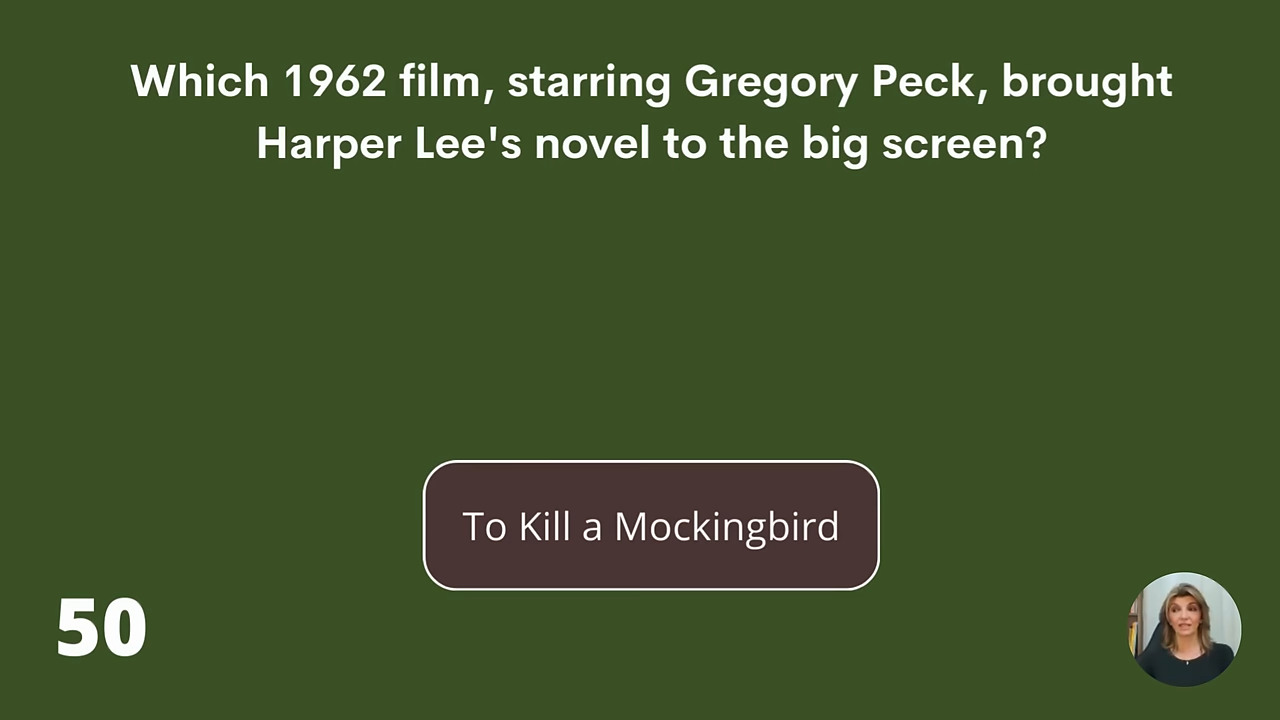 Which 1962 film, starring Gregory Peck, brought
Harper Lee's novel to the big screen?
To Kill a Mockingbird
50